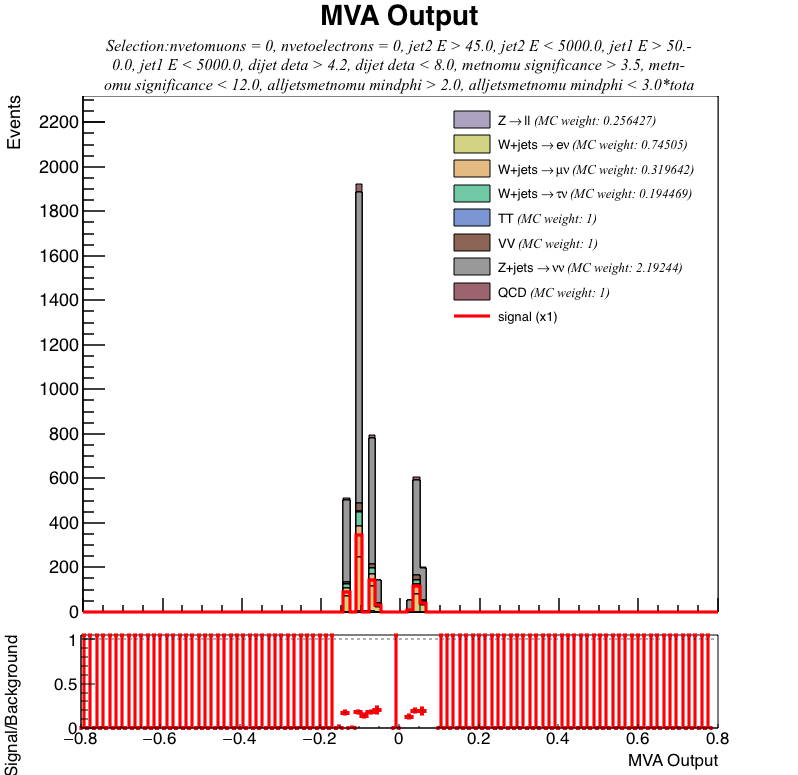 MVA Output
Selection:nvetomuons = 0, nvetoelectrons = 0, jet2 E > 45.0, jet2 E < 5000.0, jet1 E > 50.-
0.0, jet1 E < 5000.0, dijet deta > 4.2, dijet deta < 8.0, metnomu significance > 3.5, metn-
omu significance < 12.0, alljetsmetnomu mindphi > 2.0, alljetsmetnomu mindphi < 3.0*tota
Events
2200
2000
1800
1600
1400
1200
1000
800
600
400
200
0
Z→ll (MC weight: 0.256427)
W+jets→eν (MC weight: 0.74505)
W+jets→μν (MC weight: 0.319642)
W+jets→τν (MC weight: 0.194469)
TT (MC weight: 1)
VV (MC weight: 1)
Z+jets→νν (MC weight: 2.19244)
QCD (MC weight: 1)
signal (x1)
Signal/Background
1
0.5
0
−0.8 −0.6 −0.4 −0.2 0 0.2 0.4 0.6 0.8
MVA Output